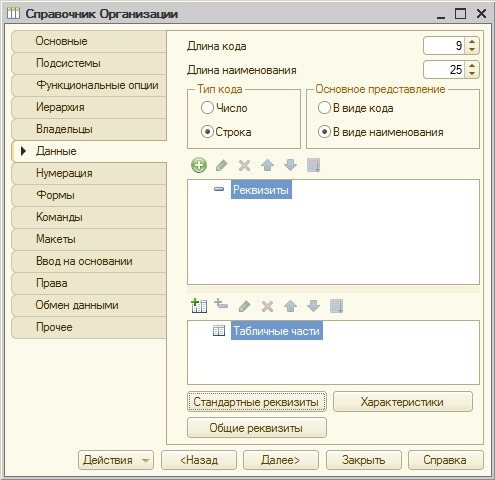 Справочник Организации
Основные
Подсистемы
Функциональные опции
Иерархия
Владельцы
Данные
Нумерация
Формы
Команды
Макеты
Ввод на основании
Права
Обмен данными
Прочее
Длина кода 9
Длина наименования 25
Тип кода
Число
Строка
Основное представление
В виде кода
В виде наименования
Реквизиты
Табличные части
Стандартные реквизиты Характеристики
Общие реквизиты
Действия <Назад Далее> Закрыть Справка